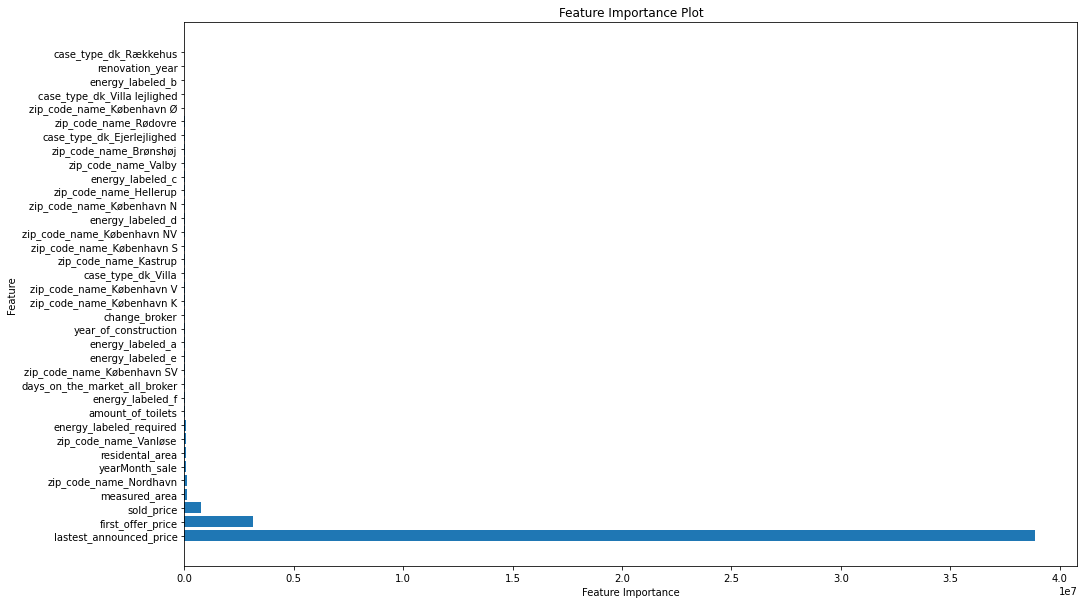 Feature Importance Plot
case_type_dk_Rækkehus
renovation_year
energy_labeled_b
case_type_dk_Villa lejlighed
zip_code_name_København Ø
zip_code_name_Rødovre
case_type_dk_Ejerlejlighed
zip_code_name_Brønshøj
zip_code_name_Valby
energy_labeled_c
zip_code_name_Hellerup
zip_code_name_København N
energy_labeled_d
zip_code_name_København NV
zip_code_name_København S
zip_code_name_Kastrup
case_type_dk_Villa
zip_code_name_København V
zip_code_name_København K
change_broker
year_of_construction
energy_labeled_a
energy_labeled_e
zip_code_name_København SV
days_on_the_market_all_broker
energy_labeled_f
amount_of_toilets
energy_labeled_required
zip_code_name_Vanløse
residental_area
yearMonth_sale
zip_code_name_Nordhavn
measured_area
sold_price
first_offer_price
lastest_announced_price
Feature
0.0 0.5 1.0 1.5 2.0 2.5 3.0 3.5 4.0
1e7
Feature Importance